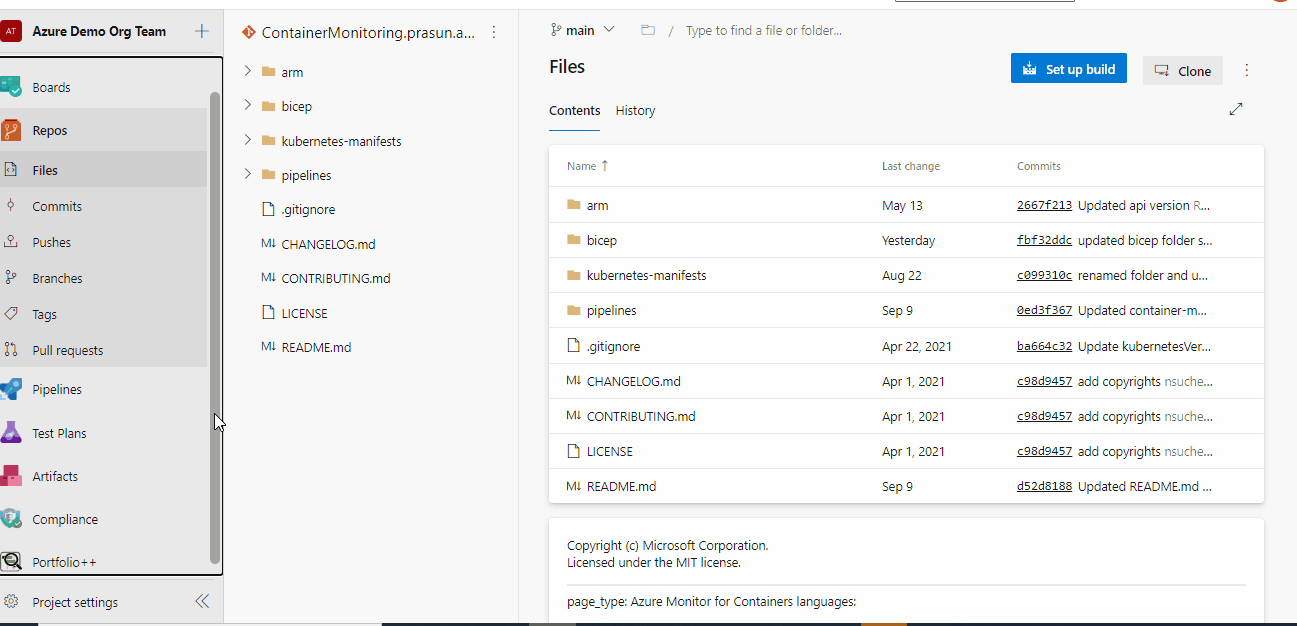 AT Azure Demo Org Team
Boards
Repos
Files
Commits
Pushes
Branches
Tags
Pull requests
Pipelines
Test Plans
Artifacts
Compliance
Portfolio++
Project settings
ContainerMonitoring.prasun.a...
arm
bicep
kubernetes-manifests
pipelines
.gitignore
M↓ CHANGELOG.md
M↓ CONTRIBUTING.md
LICENSE
M↓ README.md
main / Type to find a file or folder...
Files
Set up build
Clone
Contents History
Name ↑ Last change Commits
arm May 13 2667f213 Updated api version R...
bicep Yesterday fbf32ddc updated bicep folder s...
kubernetes-manifests Aug 22 c099310c renamed folder and u...
pipelines Sep 9 0ed3f367 Updated container-m...
.gitignore Apr 22, 2021 ba664c32 Update kubernetesVer...
M↓ CHANGELOG.md Apr 1, 2021 c98d9457 add copyrights nsuche...
M↓ CONTRIBUTING.md Apr 1, 2021 c98d9457 add copyrights nsuche...
LICENSE Apr 1, 2021 c98d9457 add copyrights nsuche...
M↓ README.md Sep 9 d52d8188 Updated README.md ...
Copyright (c) Microsoft Corporation.
Licensed under the MIT license.
page_type: Azure Monitor for Containers languages: